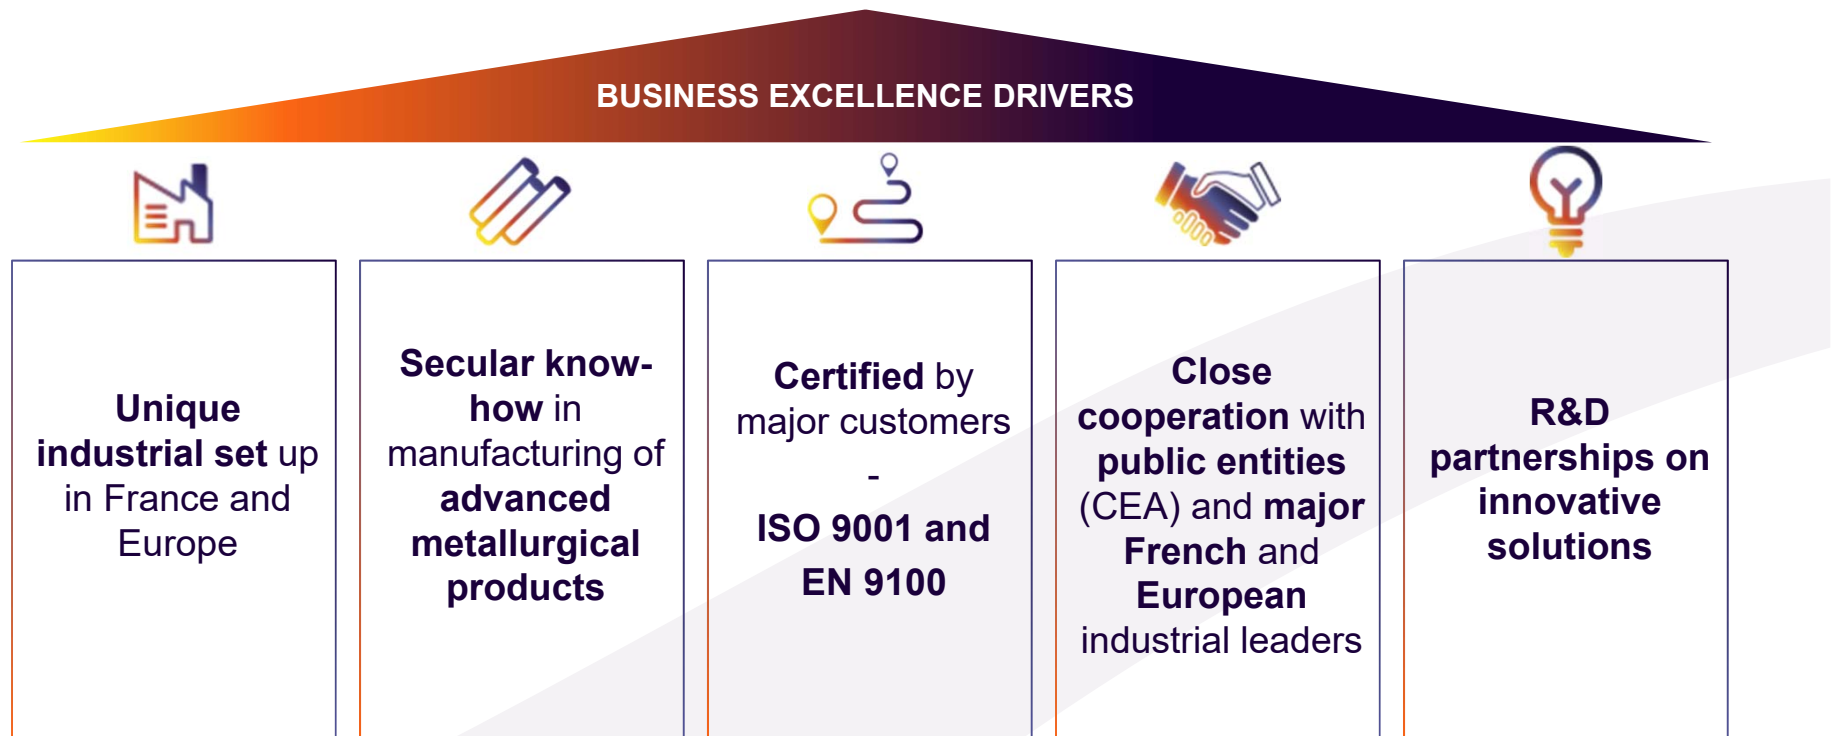 BUSINESS EXCELLENCE DRIVERS
Unique
industrial set up
in France and
Europe
Secular know-
how in
manufacturing of
advanced
metallurgical
products
Certified by
major customers
-
ISO 9001 and
EN 9100
Close
cooperation with
public entities
(CEA) and major
French and
European
industrial leaders
R&D
partnerships on
innovative
solutions